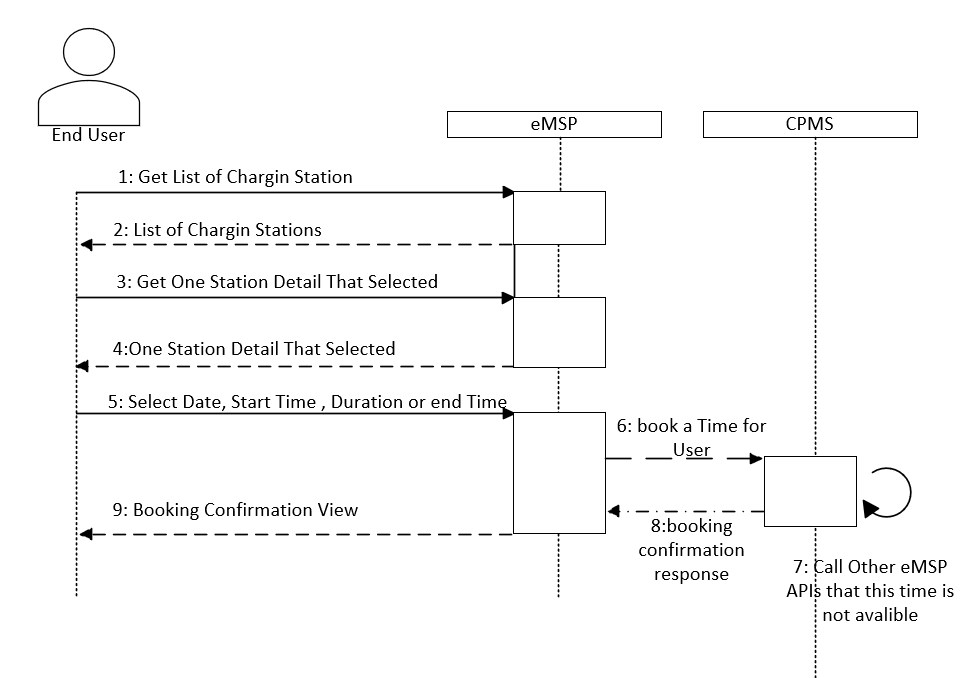 End User
eMSP
CPMS
1: Get List of Chargin Station
2: List of Chargin Stations
3: Get One Station Detail That Selected
4:One Station Detail That Selected
5: Select Date, Start Time , Duration or end Time
6: book a Time for
User
9: Booking Confirmation View
8:booking
confirmation
response
7: Call Other eMSP
APIs that this time is
not avalible